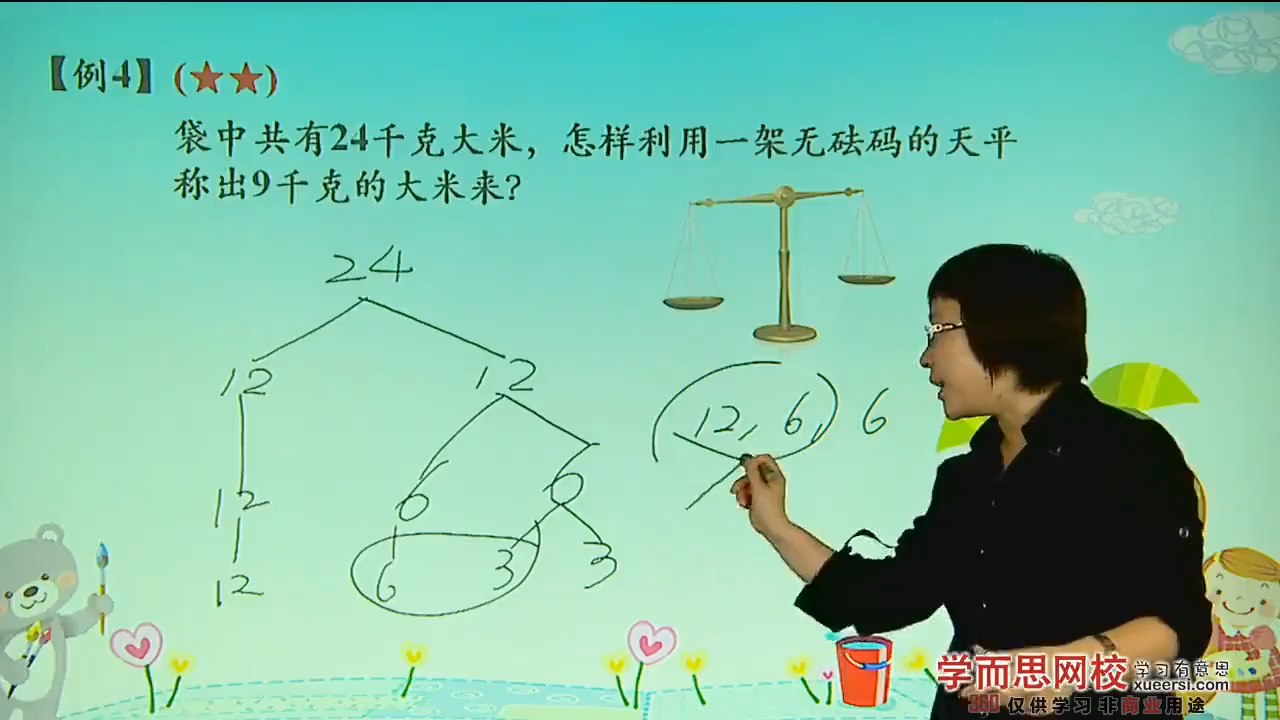 【例4】(★★)
袋中共有24千克大米，怎样利用一架无砝码的天平
称出9千克的大米来？
24
12 12
12, 6, 6
12 6 6
12 6 3 3
学而思网校 学习有意思
xueersi.com
360 仅供学习 非商业用途